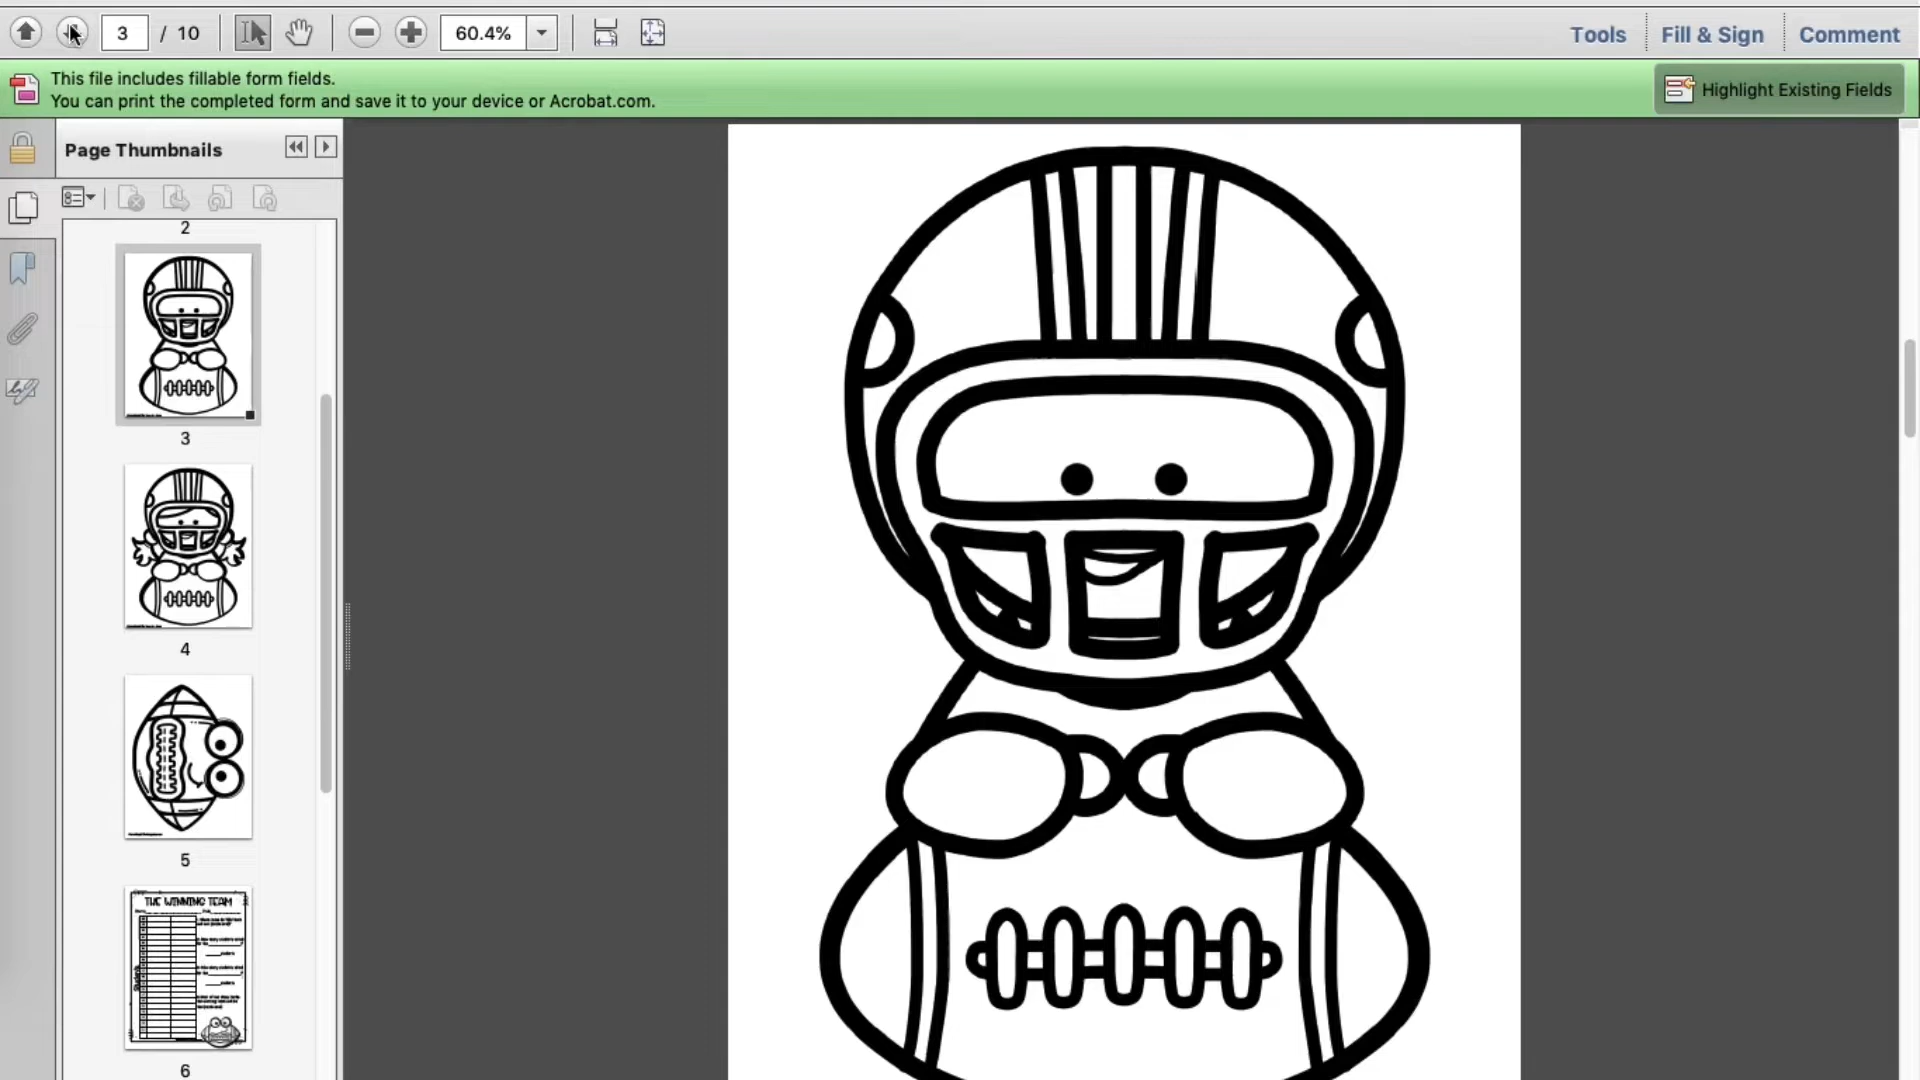 3 / 10
60.4%
Tools
Fill & Sign
Comment
This file includes fillable form fields.
You can print the completed form and save it to your device or Acrobat.com.
Highlight Existing Fields
Page Thumbnails
2
3
4
5
THE WINNING TEAM
6